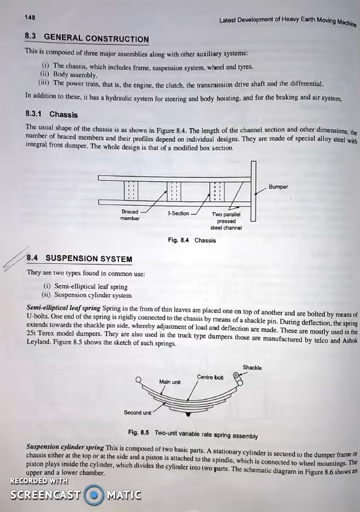 148
Latest Development of Heavy Earth Moving Machine
8.3 GENERAL CONSTRUCTION
This is composed of three major assemblies along with other auxiliary systems:
(i) The chassis, which includes frame, suspension system, wheel and tyres.
(ii) Body assembly.
(iii) The power train, that is, the engine, the clutch, the transmission drive shaft and the differential.
In addition to these, it has a hydraulic system for steering and body hoisting, and for the braking and air system.
8.3.1 Chassis
The usual shape of the chassis is as shown in Figure 8.4. The length of the channel section and other dimensions, the
number of braced members and their profiles depend on individual designs. They are made of special alloy steel with
integral front dumper. The whole design is that of a modified box section.
Bumper
Braced member
I-Section
Two parallel pressed steel channel
Fig. 8.4 Chassis
8.4 SUSPENSION SYSTEM
They are two types found in common use:
(i) Semi-elliptical leaf spring
(ii) Suspension cylinder system
Semi-elliptical leaf spring Spring is the from of thin leaves are placed one on top of another and are bolted by means of
U-bolts. One end of the spring is rigidly connected to the chassis by means of a shackle pin. During deflection, the spring
extends towards the shackle pin side, whereby adjustment of load and deflection are made. These are mostly used in the
25t Terex model dumpers. They are also used in the truck type dumpers those are manufactured by telco and Ashok
Leyland. Figure 8.5 shows the sketch of such springs.
Shackle
Main unit
Centre bolt
Second unit
Fig. 8.5 Two-unit variable rate spring assembly
Suspension cylinder spring This is composed of two basic parts. A stationary cylinder is secured to the dumper frame or
chassis either at the top or at the side and a piston is attached to the spindle, which is connected to wheel mountings. The
piston plays inside the cylinder, which divides the cylinder into two parts. The schematic diagram in Figure 8.6 shows an
upper and a lower chamber.
RECORDED WITH
SCREENCAST MATIC